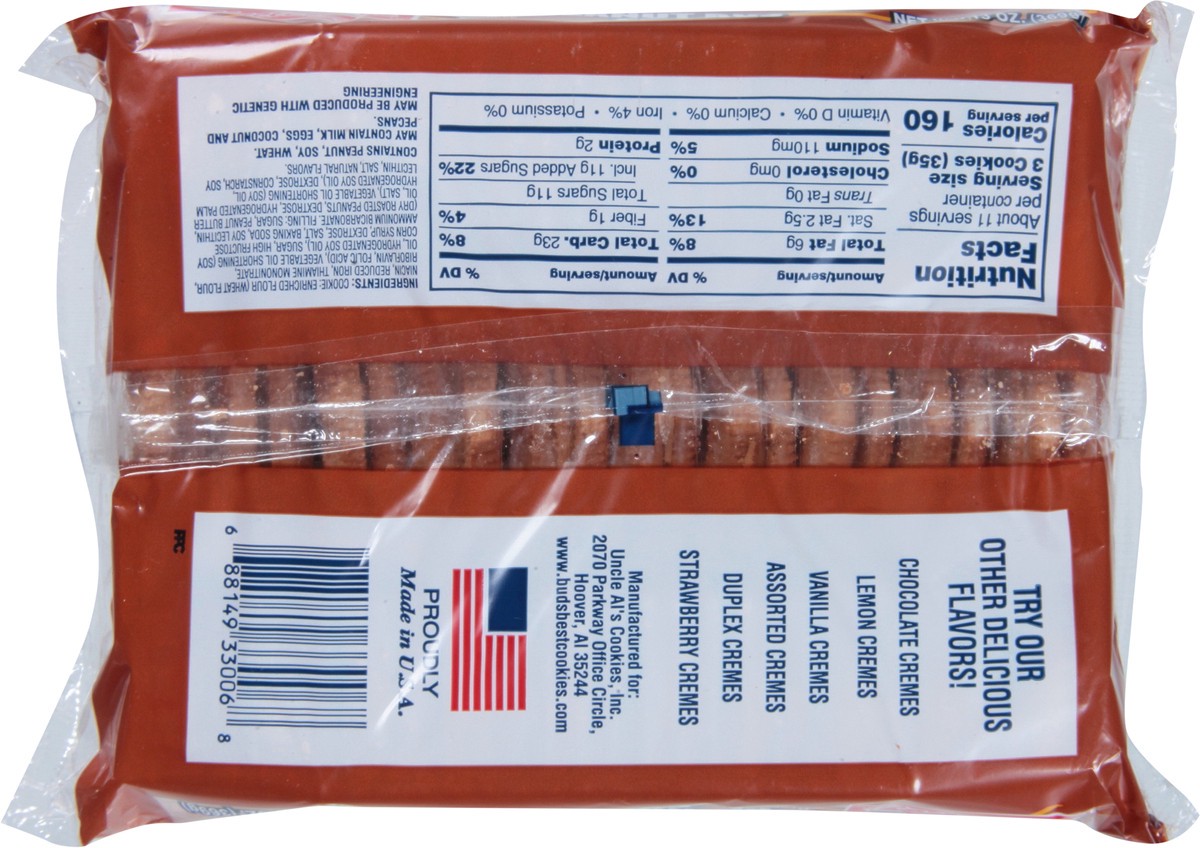 Nutrition
Facts
About 11 servings
per container
Serving size
3 Cookies (35g)
Calories 160
per serving
Amount/serving % DV
Total Fat 6g 8%
Sat. Fat 2.5g 13%
Trans Fat 0g
Cholesterol 0mg 0%
Sodium 110mg 5%
Amount/serving % DV
Total Carb. 23g 8%
Fiber 1g 4%
Total Sugars 11g
Incl. 11g Added Sugars 22%
Protein 2g
Vitamin D 0% • Calcium 0% • Iron 4% • Potassium 0%
INGREDIENTS: COOKIE: ENRICHED FLOUR (WHEAT FLOUR,
NIACIN, REDUCED IRON, THIAMINE MONONITRATE,
RIBOFLAVIN, FOLIC ACID), VEGETABLE OIL SHORTENING (SOY
OIL, HYDROGENATED SOY OIL), SUGAR, HIGH FRUCTOSE
CORN SYRUP, DEXTROSE, SALT, BAKING SODA, SOY LECITHIN,
AMMONIUM BICARBONATE. FILING: SUGAR, PEANUT BUTTER
(DRY ROASTED PEANUTS, DEXTROSE, HYDROGENATED PALM
OIL, SALT), VEGETABLE OIL SHORTENING (SOY OIL,
HYDROGENATED SOY OIL), DEXTROSE, CORNSTARCH, SOY
LECITHIN, SALT, NATURAL FLAVORS.
CONTAINS PEANUT, SOY, WHEAT.
MAY CONTAIN MILK, EGGS, COCONUT AND
PECANS.
MAY BE PRODUCED WITH GENETIC
ENGINEERING
TRY OUR
OTHER DELICIOUS
FLAVORS!
CHOCOLATE CREMES
LEMON CREMES
VANILLA CREMES
ASSORTED CREMES
DUPLEX CREMES
STRAWBERRY CREMES
Manufactured for:
Uncle Al's Cookies, Inc.
2070 Parkway Office Circle,
Hoover, Al 35244
www.budsbestcookies.com
PROUDLY
Made in U.S.A.
6 88149 33006 8
PPC